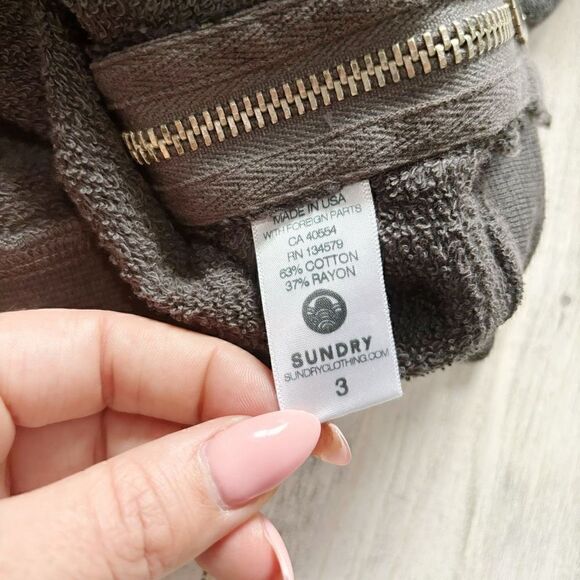 MADE IN USA
WITH FOREIGN PARTS
CA 40554
RN 134579
63% COTTON
37% RAYON
SUNDRY
SUNDRYCLOTHING.COM
3